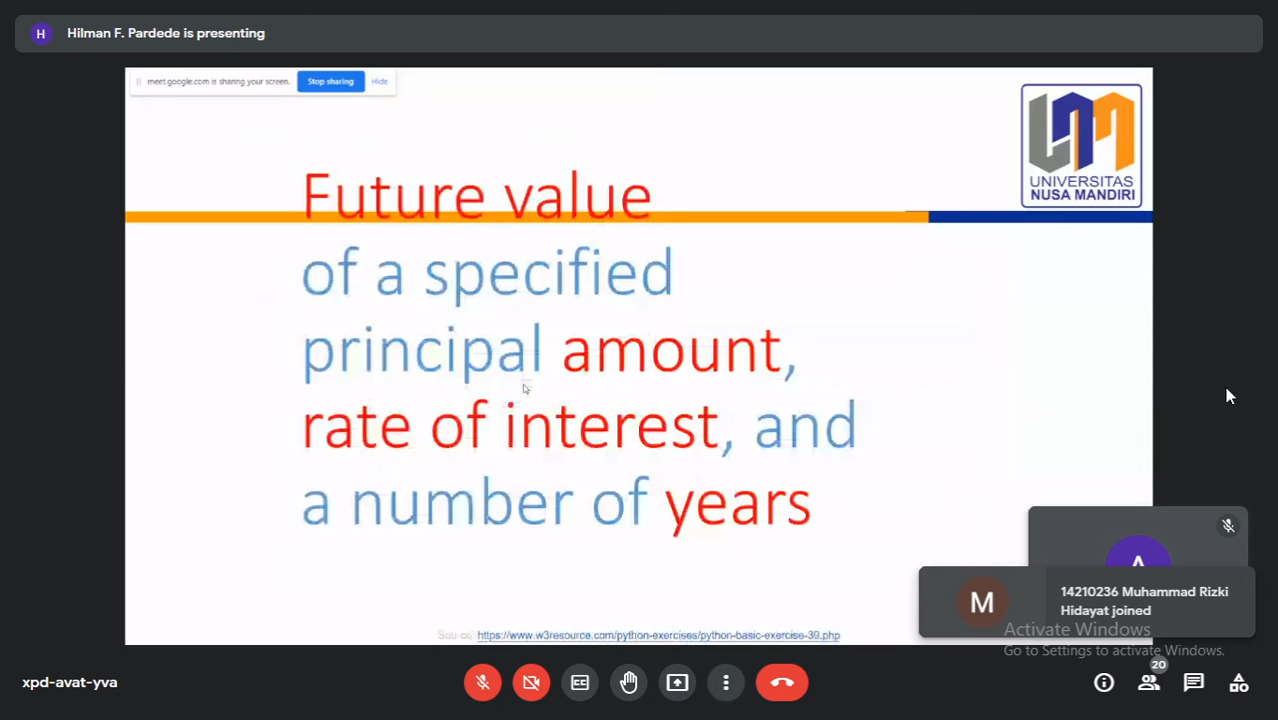 H
Hilman F. Pardede is presenting
meet.google.com is sharing your screen.
Stop sharing
Hide
UNIVERSITAS
NUSA MANDIRI
Future value
of a specified
principal amount,
rate of interest, and
a number of years
https://www.w3resource.com/python-exercises/python-basic-exercise-39.php
A
M
14210236 Muhammad Rizki
Hidayat joined
Activate Windows
Go to Settings to activate Windows.
xpd-avat-yva
CC
20